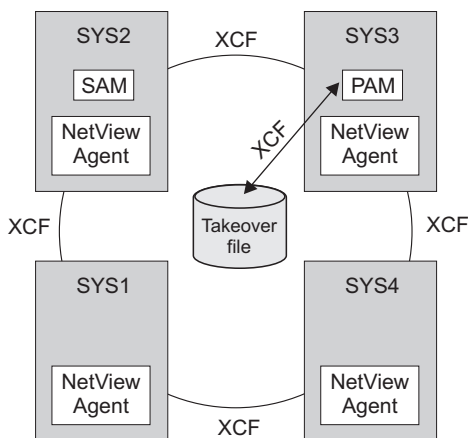 SYS2
XCF
SYS3
SAM
PAM
NetView
Agent
XCF
NetView
Agent
XCF
Takeover
file
XCF
SYS1
SYS4
NetView
Agent
NetView
Agent
XCF